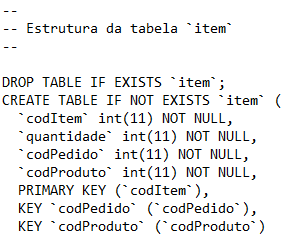 --
-- Estrutura da tabela `item`
--
DROP TABLE IF EXISTS `item`;
CREATE TABLE IF NOT EXISTS `item` (
`codItem` int(11) NOT NULL,
`quantidade` int(11) NOT NULL,
`codPedido` int(11) NOT NULL,
`codProduto` int(11) NOT NULL,
PRIMARY KEY (`codItem`),
KEY `codPedido` (`codPedido`),
KEY `codProduto` (`codProduto`)